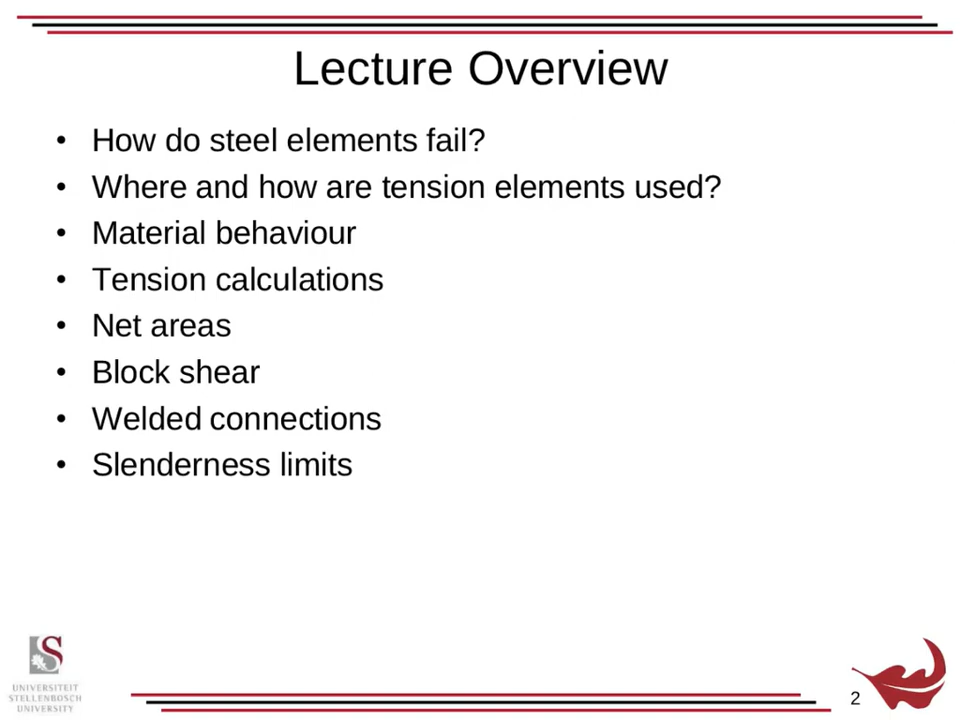 Lecture Overview
• How do steel elements fail?
• Where and how are tension elements used?
• Material behaviour
• Tension calculations
• Net areas
• Block shear
• Welded connections
• Slenderness limits
UNIVERSITEIT
STELLENBOSCH
UNIVERSITY
2